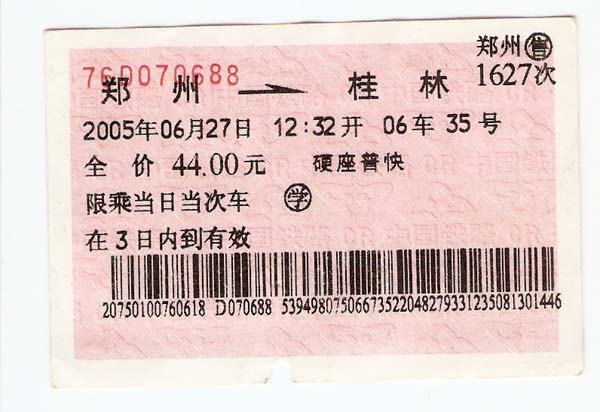 郑州售
76D070688
1627次
郑州 → 桂林
2005年06月27日 12:32开 06车 35号
全价44.00元 硬座普快
限乘当日当次车 学
在3日内到有效
20750100760618 D070688 53949807506673522048279331235081301446